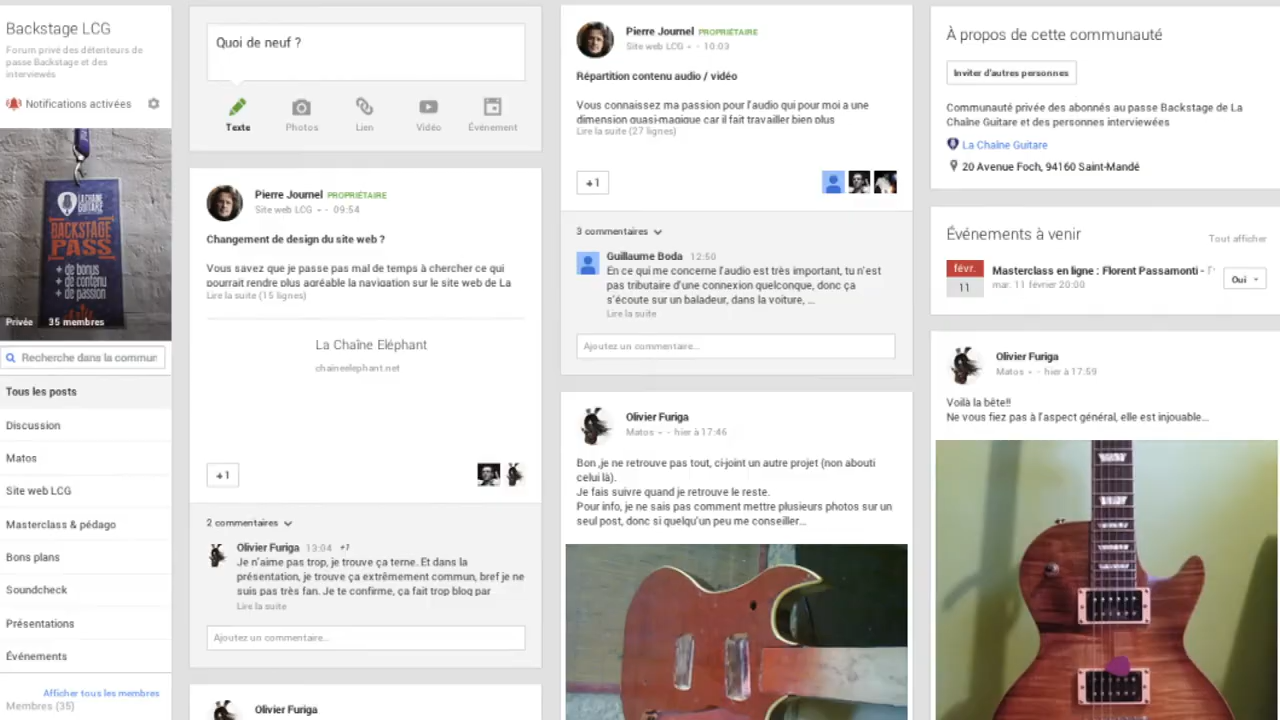 Backstage LCG
Forum privé des détenteurs de
passe Backstage et des
interviewés
Notifications activées
LA CHAINE
GUITARE
BACKSTAGE
PASS
+ de bonus
+ de contenu
+ de passion
Privée 35 membres
Recherche dans la commun
Tous les posts
Discussion
Matos
Site web LCG
Masterclass & pédago
Bons plans
Soundcheck
Présentations
Événements
Afficher tous les membres
Membres (35)
Quoi de neuf ?
Texte Photos Lien Vidéo Événement
Pierre Journel PROPRIÉTAIRE
Site web LCG - 09:54
Changement de design du site web ?
Vous savez que je passe pas mal de temps à chercher ce qui
pourrait rendre plus agréable la navigation sur le site web de La
Lire la suite (15 lignes)
La Chaîne Eléphant
chaineelephant.net
+1
2 commentaires
Olivier Furiga 13:04 +1
Je n'aime pas trop, je trouve ça terne. Et dans la
présentation, je trouve ça extrêmement commun, bref je ne
suis pas très fan. Je te confirme, ça fait trop blog par
Lire la suite
Ajoutez un commentaire...
Olivier Furiga
Pierre Journel PROPRIÉTAIRE
Site web LCG - 10:03
Répartition contenu audio / vidéo
Vous connaissez ma passion pour l'audio qui pour moi a une
dimension quasi-magique car il fait travailler bien plus
Lire la suite (27 lignes)
+1
3 commentaires
Guillaume Boda 12:50
En ce qui me concerne l'audio est très important, tu n'est
pas tributaire d'une connexion quelconque, donc ça
s'écoute sur un baladeur, dans la voiture, ...
Lire la suite
Ajoutez un commentaire...
Olivier Furiga
Matos - hier à 17:46
Bon ,je ne retrouve pas tout, ci-joint un autre projet (non abouti
celui là).
Je fais suivre quand je retrouve le reste.
Pour info, je ne sais pas comment mettre plusieurs photos sur un
seul post, donc si quelqu'un peu me conseiller...
À propos de cette communauté
Inviter d'autres personnes
Communauté privée des abonnés au passe Backstage de La
Chaîne Guitare et des personnes interviewées
La Chaîne Guitare
20 Avenue Foch, 94160 Saint-Mandé
Événements à venir Tout afficher
févr.
11
Masterclass en ligne : Florent Passamonti -
mar. 11 février 20:00
Oui
Olivier Furiga
Matos - hier à 17:59
Voilà la bête!!
Ne vous fiez pas à l'aspect général, elle est injouable...